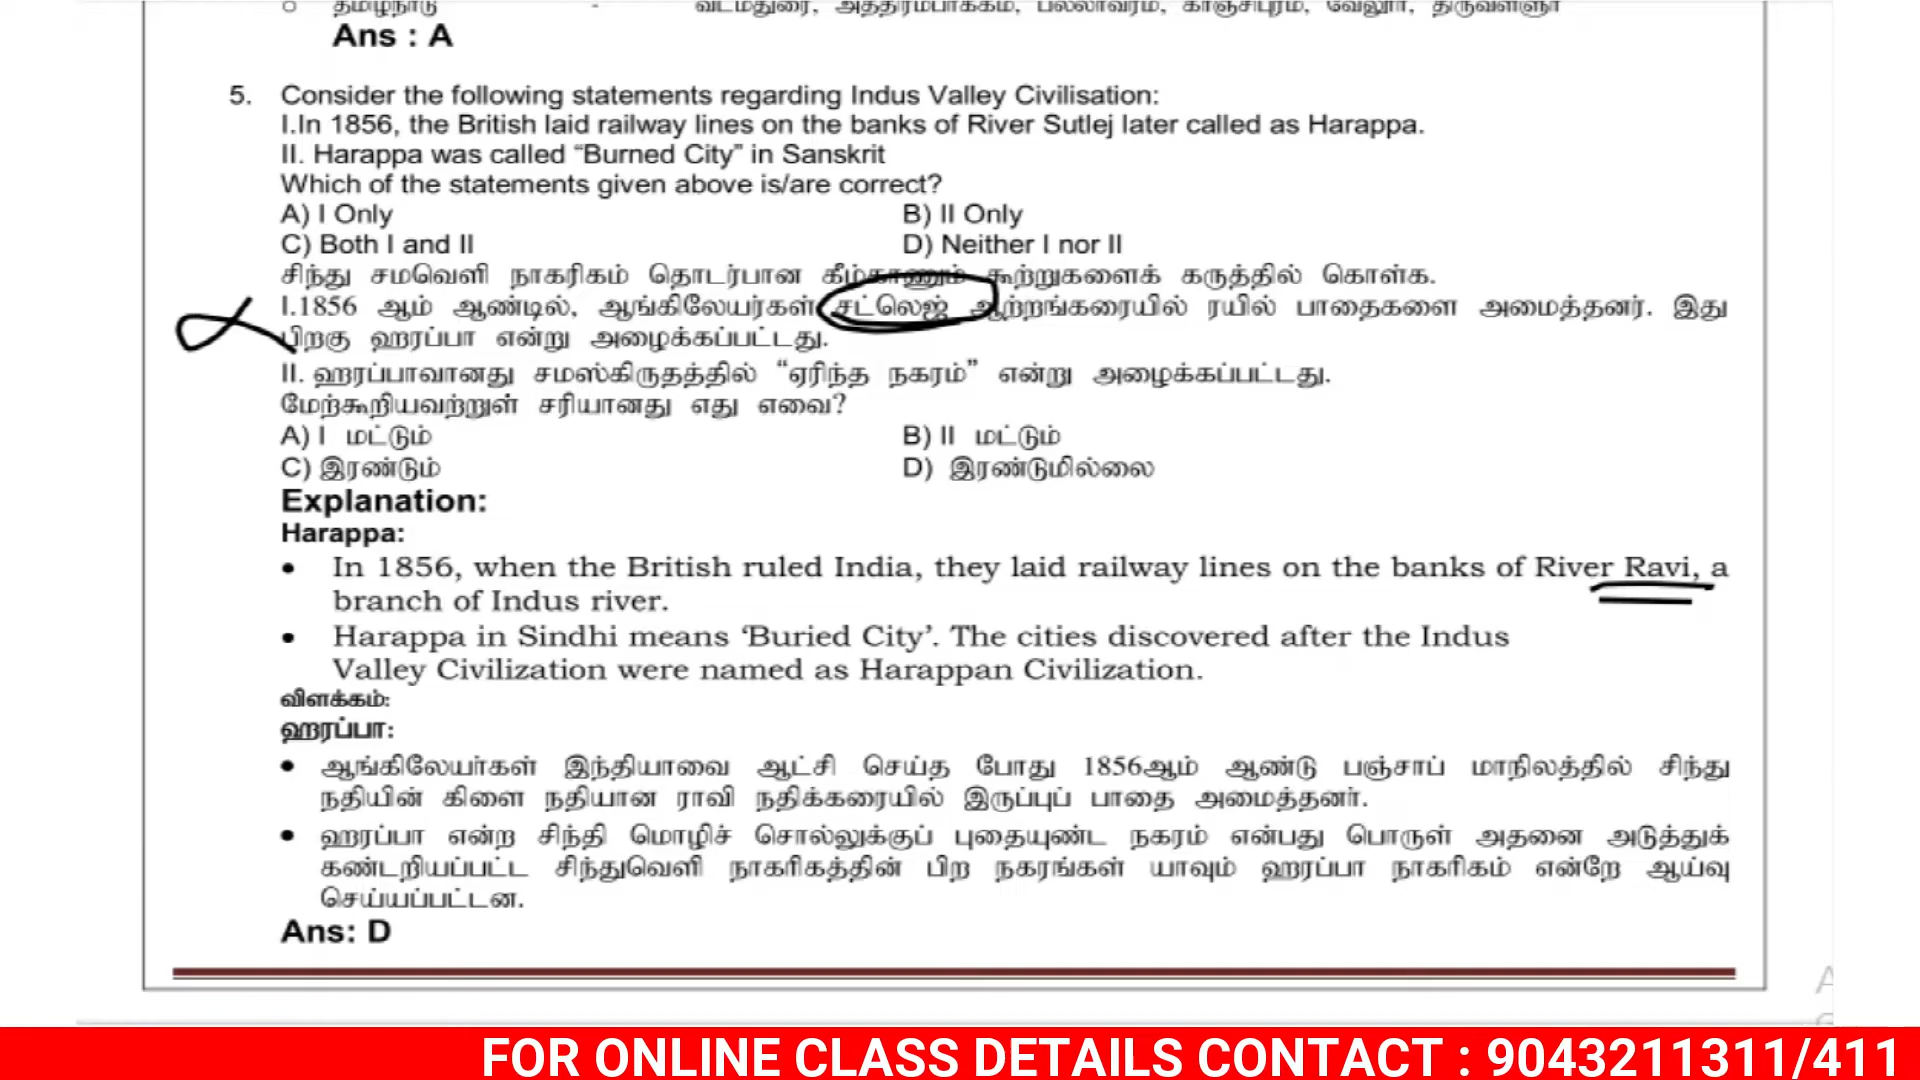 தமிழ்நாடு - வடமதுரை, அத்திரம்பாக்கம், பல்லாவரம், காஞ்சிபுரம், வேலூர், திருவள்ளூர்
Ans : A
5. Consider the following statements regarding Indus Valley Civilisation:
I.In 1856, the British laid railway lines on the banks of River Sutlej later called as Harappa.
II. Harappa was called “Burned City” in Sanskrit
Which of the statements given above is/are correct?
A) I Only B) II Only
C) Both I and II D) Neither I nor II
சிந்து சமவெளி நாகரிகம் தொடர்பான கீழ்காணும் கூற்றுகளைக் கருத்தில் கொள்க.
I.1856 ஆம் ஆண்டில், ஆங்கிலேயர்கள் சட்லெஜ் ஆற்றங்கரையில் ரயில் பாதைகளை அமைத்தனர். இது
பிறகு ஹரப்பா என்று அழைக்கப்பட்டது.
II. ஹரப்பாவானது சமஸ்கிருதத்தில் “ஏரிந்த நகரம்” என்று அழைக்கப்பட்டது.
மேற்கூறியவற்றுள் சரியானது எது எவை?
A) I மட்டும் B) II மட்டும்
C) இரண்டும் D) இரண்டுமில்லை
Explanation:
Harappa:
• In 1856, when the British ruled India, they laid railway lines on the banks of River Ravi, a
branch of Indus river.
• Harappa in Sindhi means ‘Buried City’. The cities discovered after the Indus
Valley Civilization were named as Harappan Civilization.
விளக்கம்:
ஹரப்பா:
• ஆங்கிலேயர்கள் இந்தியாவை ஆட்சி செய்த போது 1856ஆம் ஆண்டு பஞ்சாப் மாநிலத்தில் சிந்து
நதியின் கிளை நதியான ராவி நதிக்கரையில் இருப்புப் பாதை அமைத்தனர்.
• ஹரப்பா என்ற சிந்தி மொழிச் சொல்லுக்குப் புதையுண்ட நகரம் என்பது பொருள் அதனை அடுத்துக்
கண்டறியப்பட்ட சிந்துவெளி நாகரிகத்தின் பிற நகரங்கள் யாவும் ஹரப்பா நாகரிகம் என்றே ஆய்வு
செய்யப்பட்டன.
Ans: D
FOR ONLINE CLASS DETAILS CONTACT : 9043211311/411